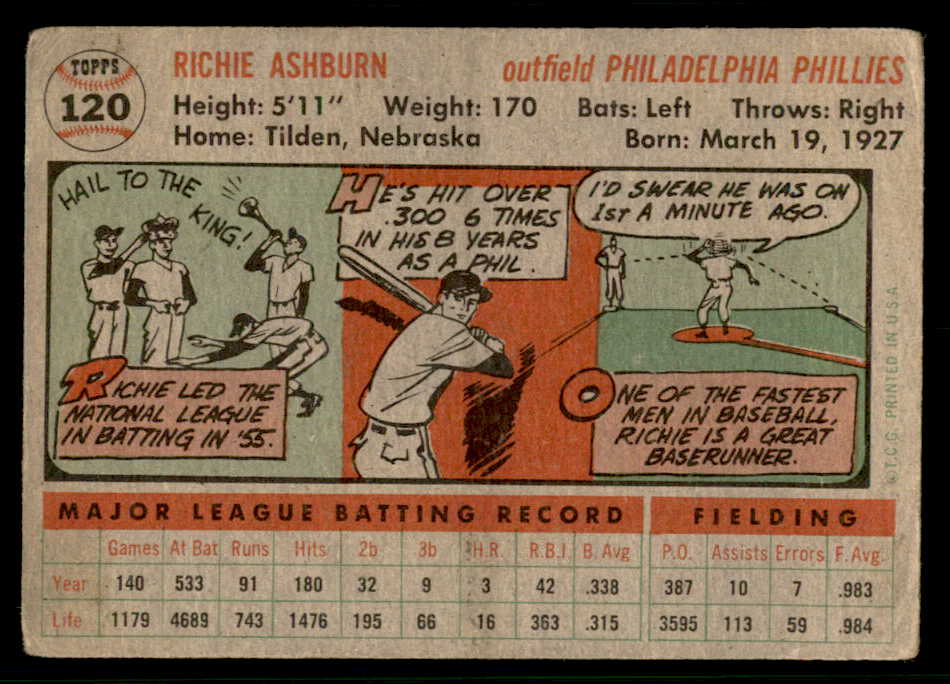 TOPPS
120
RICHIE ASHBURN outfield PHILADELPHIA PHILLIES
Height: 5'11" Weight: 170 Bats: Left Throws: Right
Home: Tilden, Nebraska Born: March 19, 1927
HAIL TO THE
KING!
RICHIE LED THE
NATIONAL LEAGUE
IN BATTING IN '55.
HE'S HIT OVER
.300 6 TIMES
IN HIS 8 YEARS
AS A PHIL.
I'D SWEAR HE WAS ON
1ST A MINUTE AGO.
ONE OF THE FASTEST
MEN IN BASEBALL,
RICHIE IS A GREAT
BASERUNNER.
©T.C.G. PRINTED IN U.S.A.
MAJOR LEAGUE BATTING RECORD FIELDING
Games At Bat Runs Hits 2b 3b H.R. R.B.I B. Avg P.O. Assists Errors F. Avg.
Year 140 533 91 180 32 9 3 42 .338 387 10 7 .983
Life 1179 4689 743 1476 195 66 16 363 .315 3595 113 59 .984